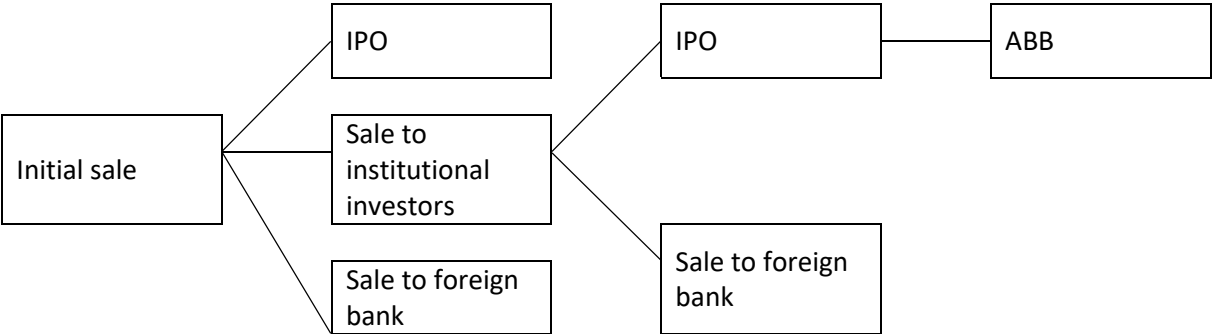 IPO
IPO
ABB
Initial sale
Sale to
institutional
investors
Sale to foreign
bank
Sale to foreign
bank